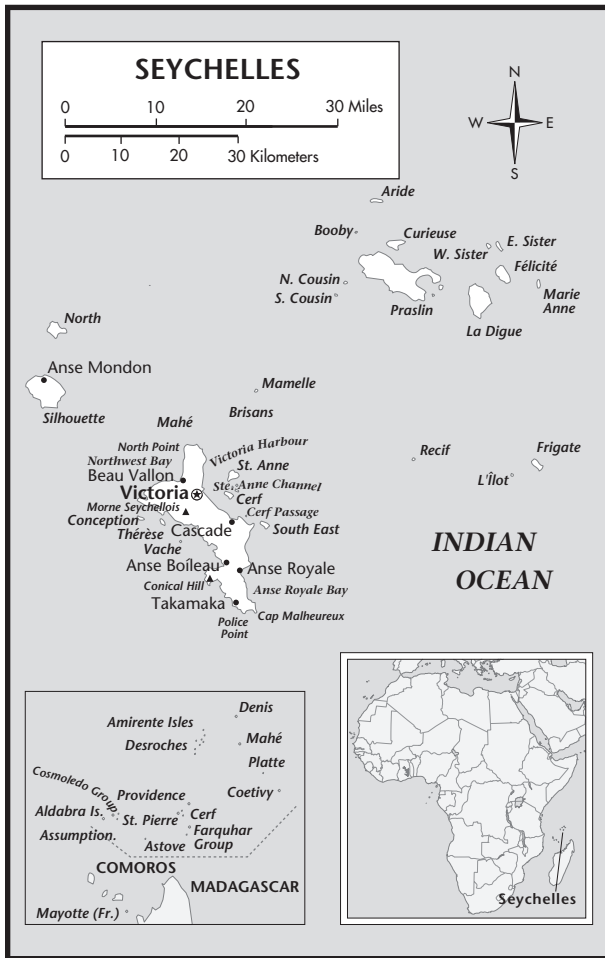 SEYCHELLES
0 10 20 30 Miles
0 10 20 30 Kilometers
N
W E
S
Aride
Booby
Curieuse
W. Sister
E. Sister
Félicité
N. Cousin
S. Cousin
Praslin
Marie
Anne
La Digue
North
Anse Mondon
Silhouette
Mamelle
Brisans
Mahé
North Point
Victoria Harbour
Northwest Bay
St. Anne
Beau Vallon
Ste. Anne Channel
Victoria
Cerf
Morne Seychellois
Cerf Passage
Conception
Cascade
South East
Thérèse
Vache
Recif
Frigate
L'Îlot
INDIAN
OCEAN
Anse Boíleau
Anse Royale
Conical Hill
Anse Royale Bay
Takamaka
Cap Malheureux
Police
Point
Denis
Amirente Isles
Desroches
Mahé
Platte
Cosmoledo Group
Providence
Coetivy
Aldabra Is.
St. Pierre
Cerf
Assumption
Farquhar
Group
Astove
COMOROS
MADAGASCAR
Mayotte (Fr.)
Seychelles